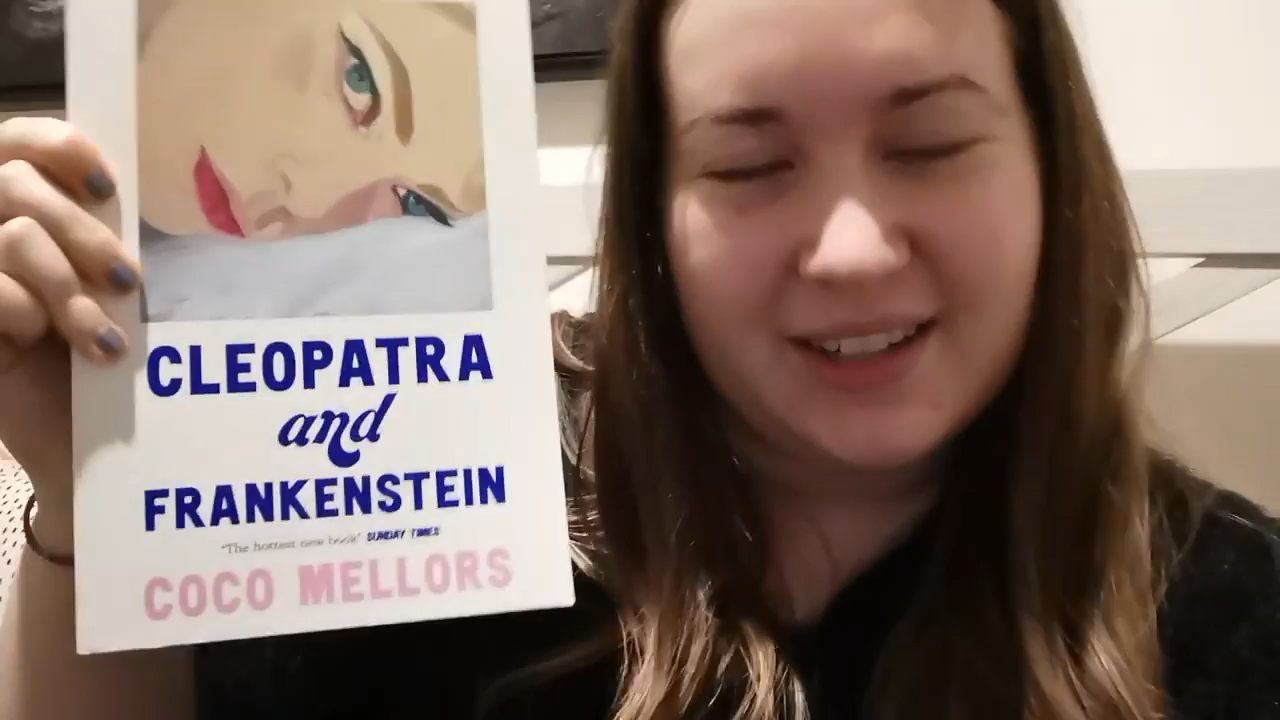 CLEOPATRA
and
FRANKENSTEIN
'The hottest new book' SUNDAY TIMES
COCO MELLORS